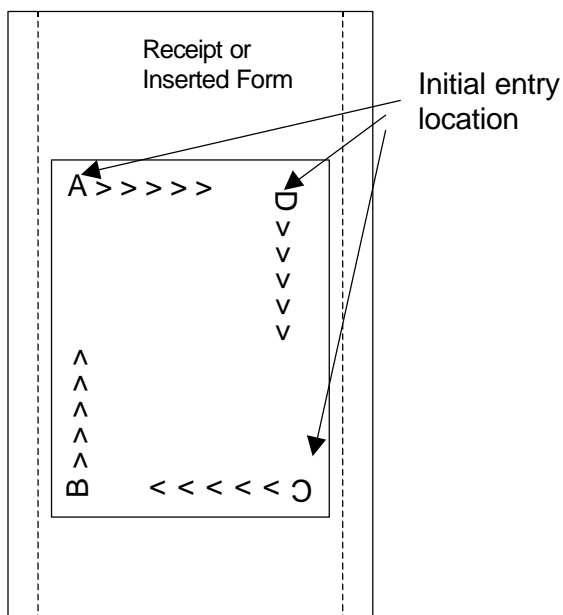 Receipt or
Inserted Form
Initial entry
location
A > > > > >
D > > > > >
B > > > > >
C > > > > >